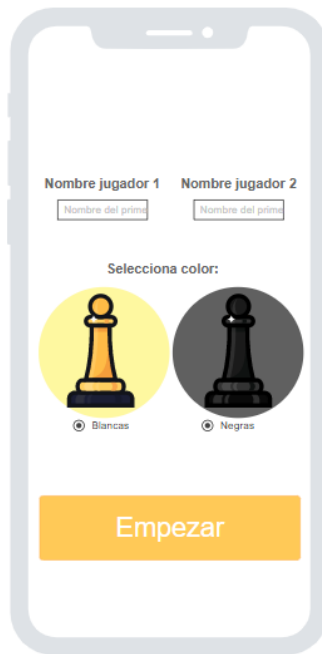 Nombre jugador 1 Nombre jugador 2
Nombre del prime Nombre del prime
Selecciona color:
Blancas Negras
Empezar